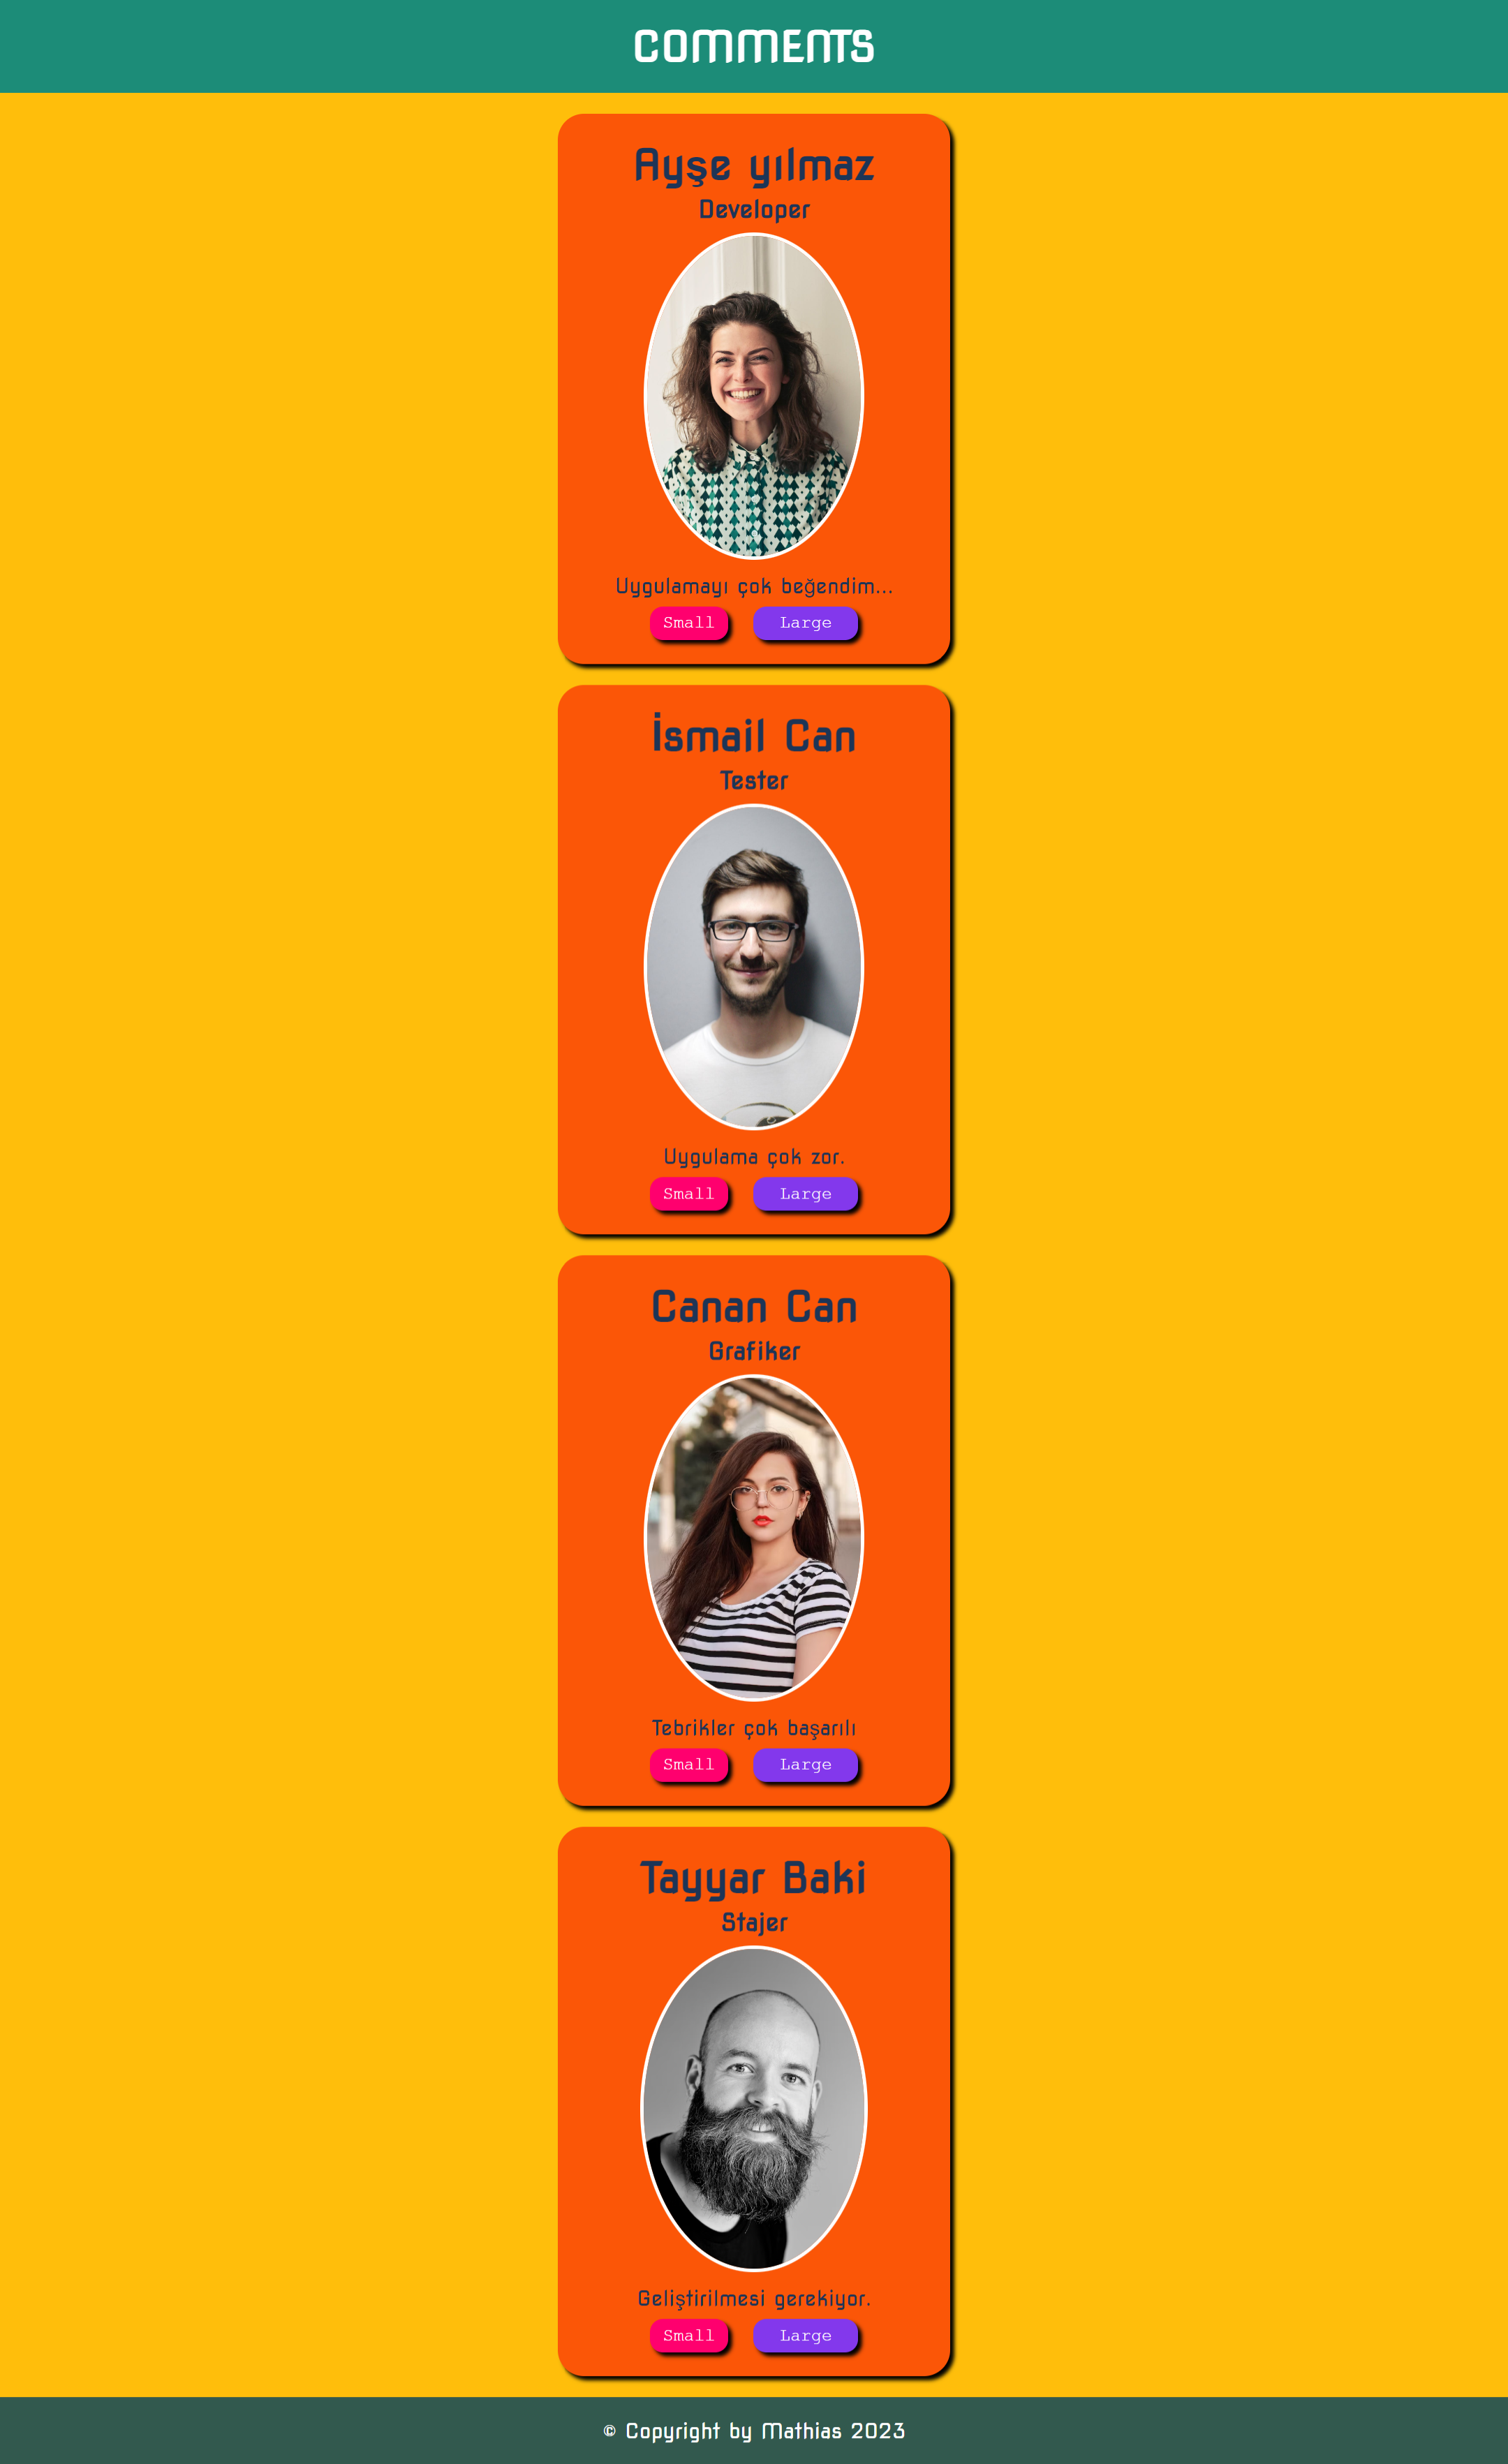 COMMENTS
Ayşe yılmaz
Developer
Uygulamayı çok beğendim...
Small Large
İsmail Can
Tester
Uygulama çok zor.
Small Large
Canan Can
Grafiker
Tebrikler çok başarılı
Small Large
Tayyar Baki
Stajer
Geliştirilmesi gerekiyor.
Small Large
© Copyright by Mathias 2023